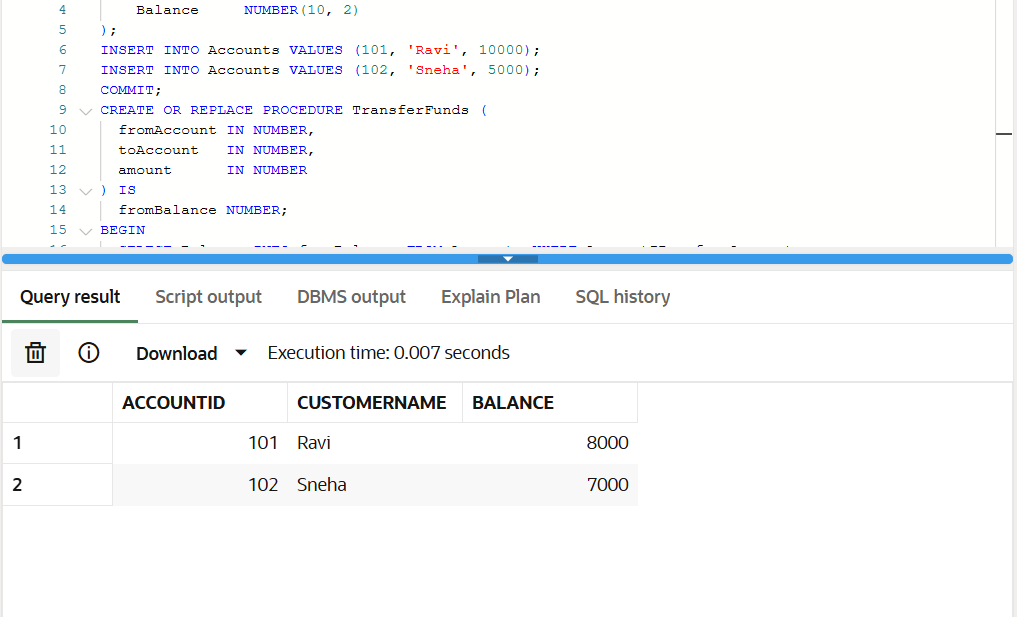 4 Balance NUMBER(10, 2)
5 );
6 INSERT INTO Accounts VALUES (101, 'Ravi', 10000);
7 INSERT INTO Accounts VALUES (102, 'Sneha', 5000);
8 COMMIT;
9 CREATE OR REPLACE PROCEDURE TransferFunds (
10 fromAccount IN NUMBER,
11 toAccount IN NUMBER,
12 amount IN NUMBER
13 ) IS
14 fromBalance NUMBER;
15 BEGIN
Query result Script output DBMS output Explain Plan SQL history
Download Execution time: 0.007 seconds
ACCOUNTID CUSTOMERNAME BALANCE
1 101 Ravi 8000
2 102 Sneha 7000